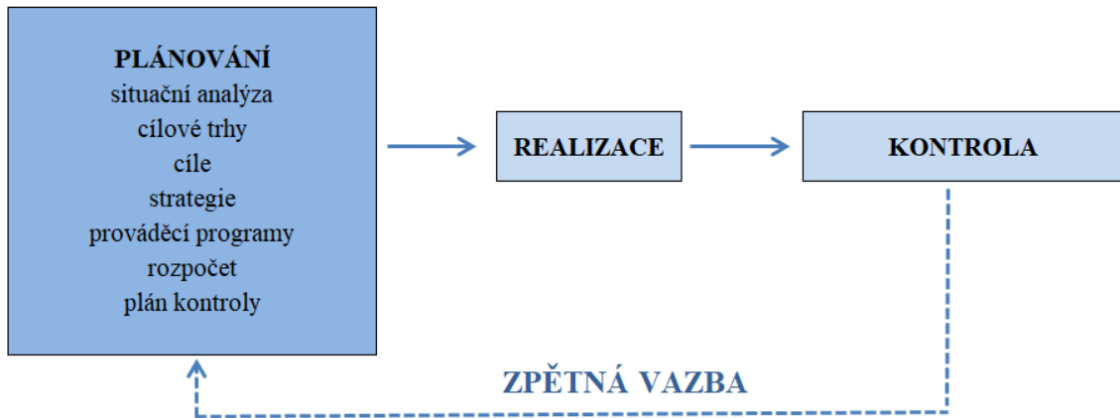 PLÁNOVÁNÍ
situační analýza
cílové trhy
cíle
strategie
prováděcí programy
rozpočet
plán kontroly
REALIZACE
KONTROLA
ZPĚTNÁ VAZBA